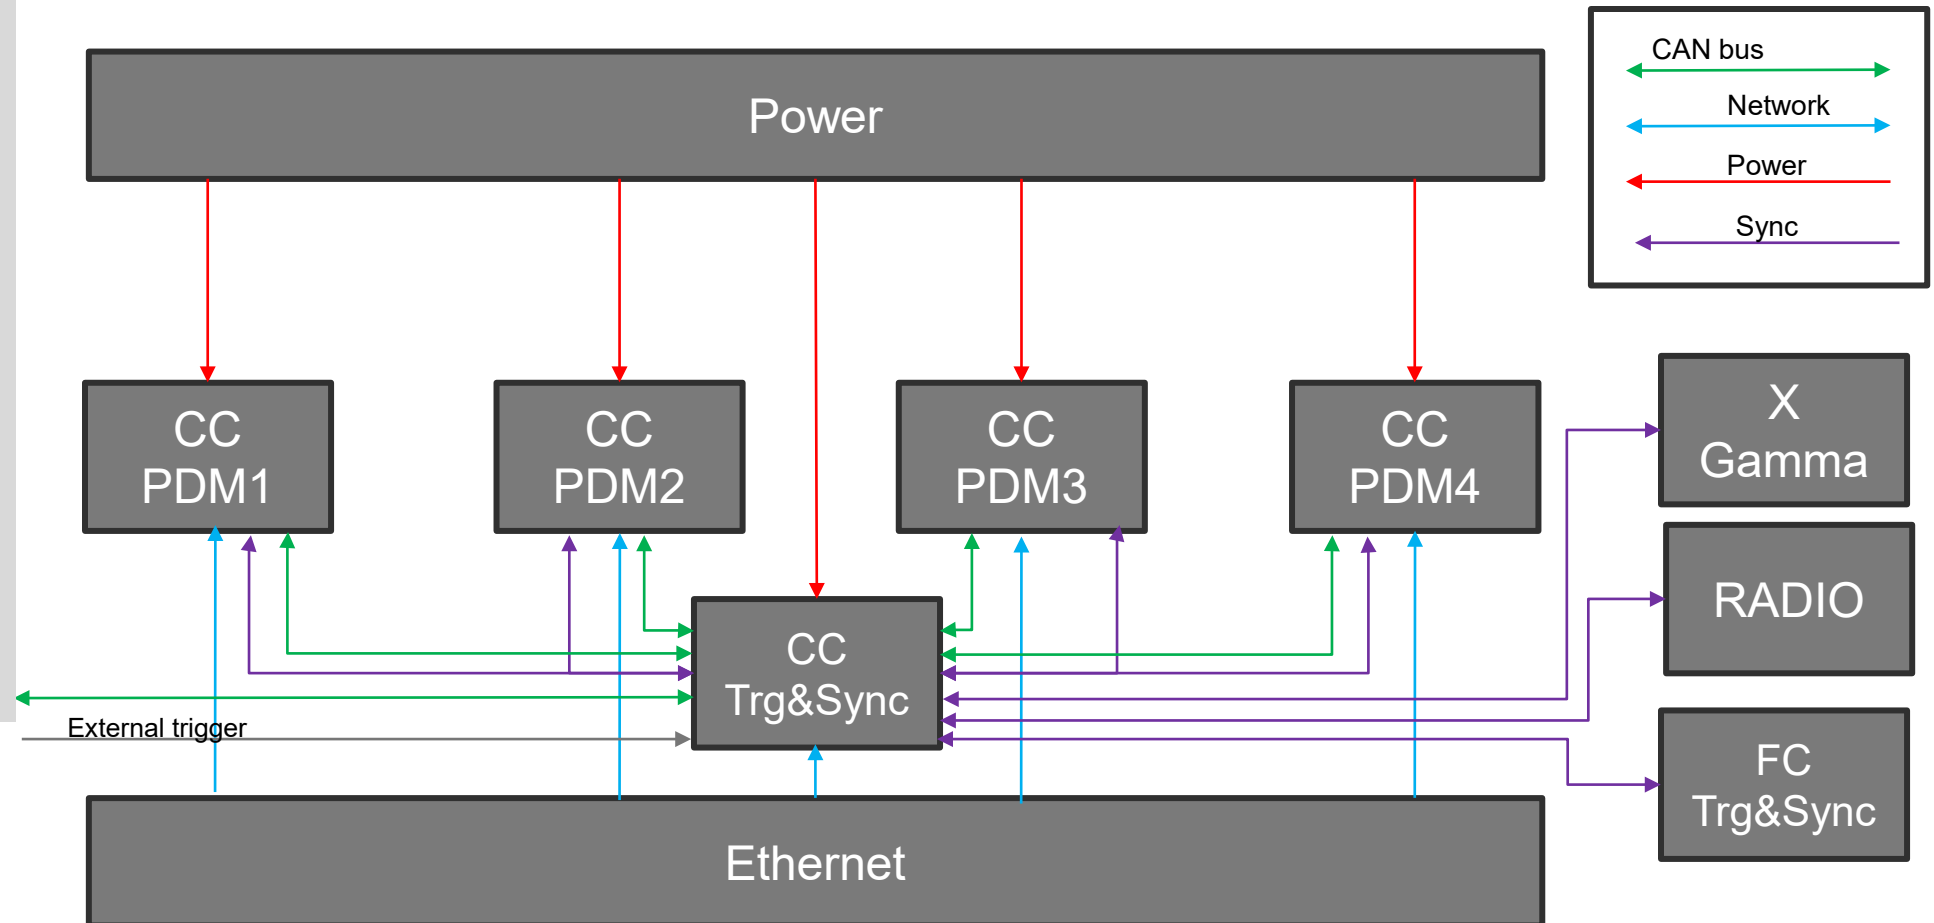 CAN bus
Network
Power
Sync
Power
CC
PDM1
CC
PDM2
CC
PDM3
CC
PDM4
X
Gamma
RADIO
CC
Trg&Sync
External trigger
FC
Trg&Sync
Ethernet